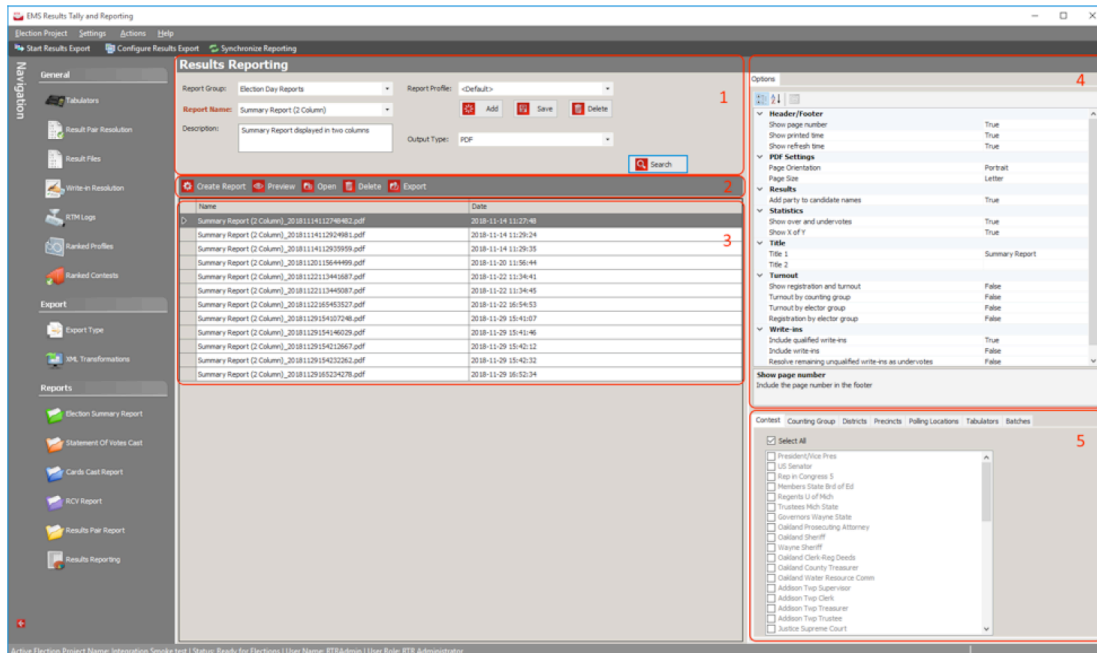 EMS Results Tally and Reporting
Election Project Settings Actions Help
Start Results Export Configure Results Export Synchronize Reporting
Navigation
General
Tabulators
Result Pair Resolution
Result Files
Write-in Resolution
RTM Logs
Ranked Profiles
Ranked Contests
Export
Export Type
XML Transformations
Reports
Election Summary Report
Statement Of Votes Cast
Cards Cast Report
RCV Report
Results Pair Report
Results Reporting
Results Reporting
Report Group: Election Day Reports Report Profile: <Default>
1
Report Name: Summary Report (2 Column) Add Save Delete
Description: Summary Report displayed in two columns
Output Type: PDF
Search
Create Report Preview Open Delete Export 2
Name Date
Summary Report (2 Column)_20181114112748482.pdf 2018-11-14 11:27:48
3
Summary Report (2 Column)_20181114112924981.pdf 2018-11-14 11:29:24
Summary Report (2 Column)_20181114112935959.pdf 2018-11-14 11:29:35
Summary Report (2 Column)_20181120115644499.pdf 2018-11-20 11:56:44
Summary Report (2 Column)_20181122113441687.pdf 2018-11-22 11:34:41
Summary Report (2 Column)_20181122113445087.pdf 2018-11-22 11:34:45
Summary Report (2 Column)_20181122165453527.pdf 2018-11-22 16:54:53
Summary Report (2 Column)_20181129154107248.pdf 2018-11-29 15:41:07
Summary Report (2 Column)_20181129154146029.pdf 2018-11-29 15:41:46
Summary Report (2 Column)_20181129154212667.pdf 2018-11-29 15:42:12
Summary Report (2 Column)_20181129154232262.pdf 2018-11-29 15:42:32
Summary Report (2 Column)_20181129165234278.pdf 2018-11-29 16:52:34
Options
4
Header/Footer
Show page number True
Show printed time True
Show refresh time True
PDF Settings
Page Orientation Portrait
Page Size Letter
Results
Add party to candidate names True
Statistics
Show over and undervotes True
Show X of Y True
Title
Title 1 Summary Report
Title 2
Turnout
Show registration and turnout False
Turnout by counting group False
Turnout by elector group False
Registration by elector group False
Write-ins
Include qualified write-ins True
Include write-ins False
Resolve remaining unqualified write-ins as undervotes False
Show page number
Include the page number in the footer
Contest Counting Group Districts Precincts Polling Locations Tabulators Batches
5
Select All
President/Vice Pres
US Senator
Rep in Congress 5
Members State Brd of Ed
Regents U of Mich
Trustees Mich State
Governors Wayne State
Oakland Prosecuting Attorney
Oakland Sheriff
Wayne Sheriff
Oakland Clerk-Reg Deeds
Oakland County Treasurer
Oakland Water Resource Comm
Addison Twp Supervisor
Addison Twp Clerk
Addison Twp Treasurer
Addison Twp Trustee
Justice Supreme Court
Active Election Project Name: Integration Smoke test | Status: Ready for Elections | User Name: RTRAdmin | User Role: RTR Administrator